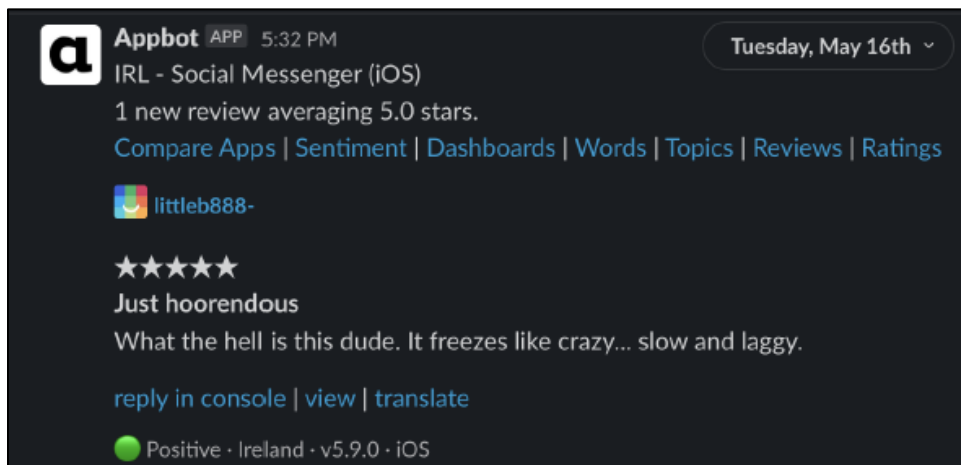 a Appbot APP 5:32 PM
Tuesday, May 16th
IRL - Social Messenger (iOS)
1 new review averaging 5.0 stars.
Compare Apps | Sentiment | Dashboards | Words | Topics | Reviews | Ratings
littleb888-
★★★★★
Just hoorendous
What the hell is this dude. It freezes like crazy... slow and laggy.
reply in console | view | translate
Positive · Ireland · v5.9.0 · iOS